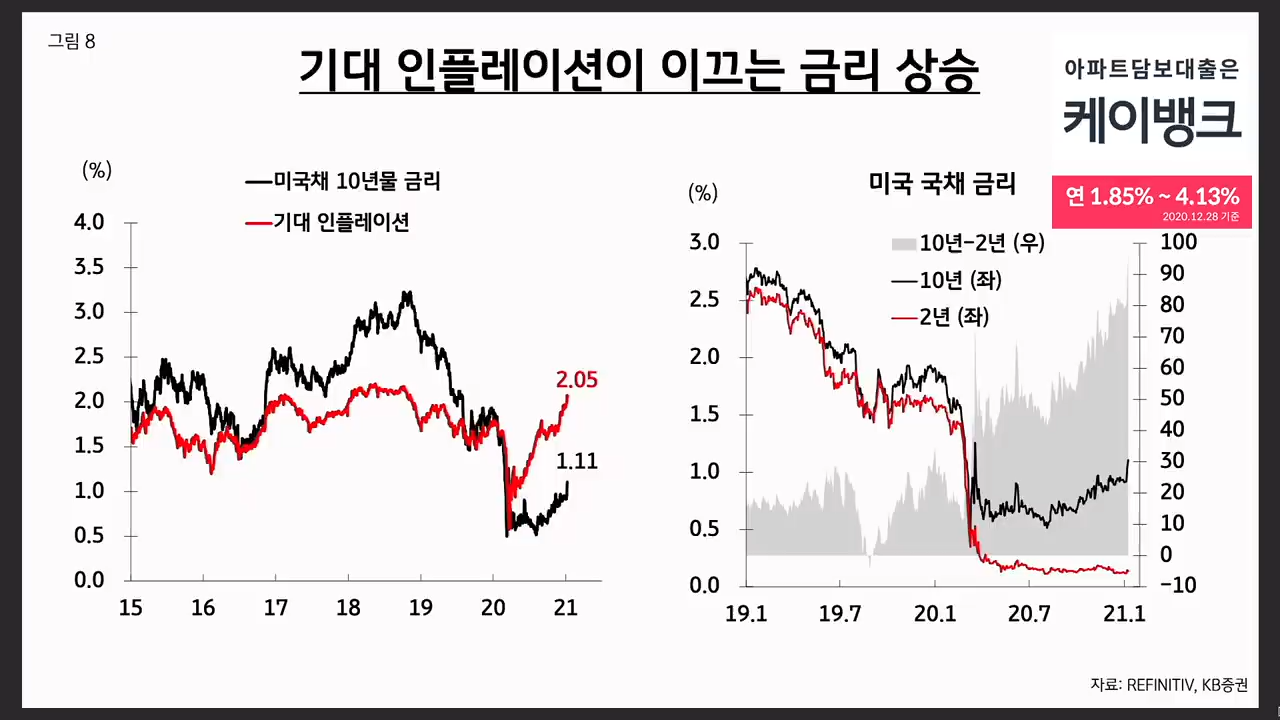 그림 8
기대 인플레이션이 이끄는 금리 상승
아파트담보대출은
케이뱅크
연 1.85% ~ 4.13%
2020.12.28 기준
(%)
미국채 10년물 금리
기대 인플레이션
4.0
3.5
3.0
2.5
2.0
1.5
1.0
0.5
0.0
2.05
1.11
15 16 17 18 19 20 21
(%)
미국 국채 금리
10년-2년 (우)
10년 (좌)
2년 (좌)
3.0
2.5
2.0
1.5
1.0
0.5
0.0
100
90
80
70
60
50
40
30
20
10
0
-10
19.1 19.7 20.1 20.7 21.1
자료: REFINITIV, KB증권